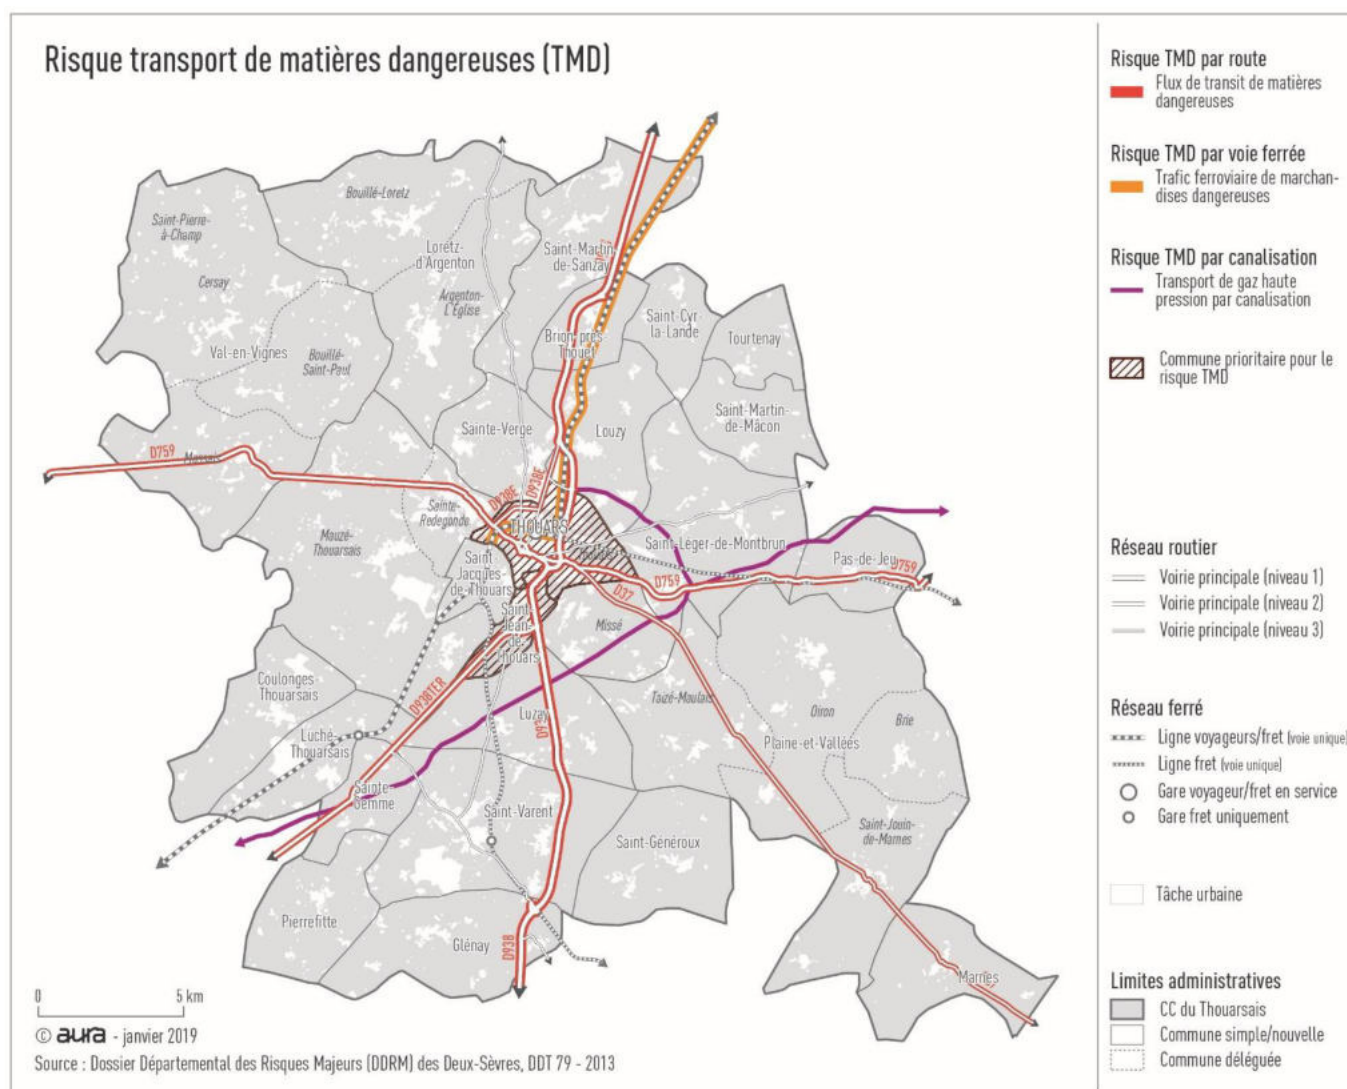 Risque transport de matières dangereuses (TMD)
Bouillé-Loretz
Saint-Pierre-
à-Champ
Cersay
Loretz-
d'Argenton
Argenton-
L'Église
Val-en-Vignes
Bouillé-
Saint-Paul
Saint-Martin-
de-Sanzay
Saint-Cyr-
la-Lande
Tourtenay
Brion-près-
Thouet
Saint-Martin-
de-Mâcon
Sainte-Verge
Louzy
D759
Massais
D938E
D938E
Sainte-
Radegonde
THOUARS
Mauzé-
Thouarsais
Saint-Léger-de-Montbrun
Pas-de-Jeu
D759
Saint-
Jacques-
de-Thouars
D759
D37
Saint-
Jean-
de-
Thouars
Missé
Coulonges-
Thouarsais
D938TER
Taizé-Maulais
Oiron
Brie
Luzay
Luché-
Thouarsais
Plaine-et-Vallées
Sainte-
Gemme
Saint-Varent
Saint-Généroux
Saint-Jouin-
de-Marnes
Pierrefitte
Glénay
D938
Marnes
0 5 km
© aura - janvier 2019
Source : Dossier Départemental des Risques Majeurs (DDRM) des Deux-Sèvres, DDT 79 - 2013
Risque TMD par route
Flux de transit de matières
dangereuses
Risque TMD par voie ferrée
Trafic ferroviaire de marchan-
dises dangereuses
Risque TMD par canalisation
Transport de gaz haute
pression par canalisation
Commune prioritaire pour le
risque TMD
Réseau routier
Voirie principale (niveau 1)
Voirie principale (niveau 2)
Voirie principale (niveau 3)
Réseau ferré
Ligne voyageurs/fret (voie unique)
Ligne fret (voie unique)
Gare voyageur/fret en service
Gare fret uniquement
Tâche urbaine
Limites administratives
CC du Thouarsais
Commune simple/nouvelle
Commune déléguée